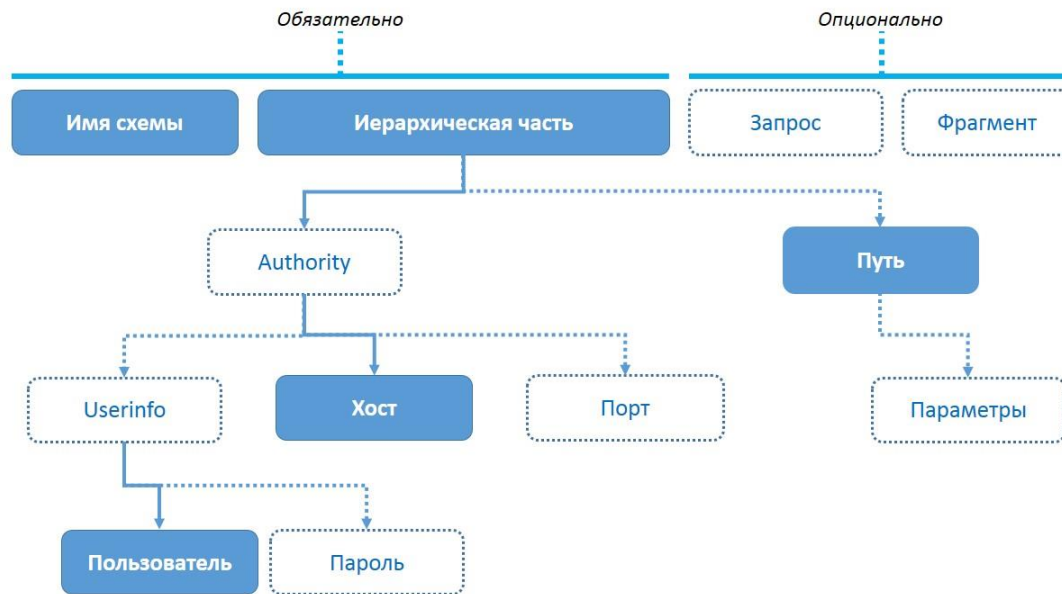 Обязательно
Опционально
Имя схемы
Иерархическая часть
Запрос
Фрагмент
Authority
Путь
Userinfo
Хост
Порт
Параметры
Пользователь
Пароль